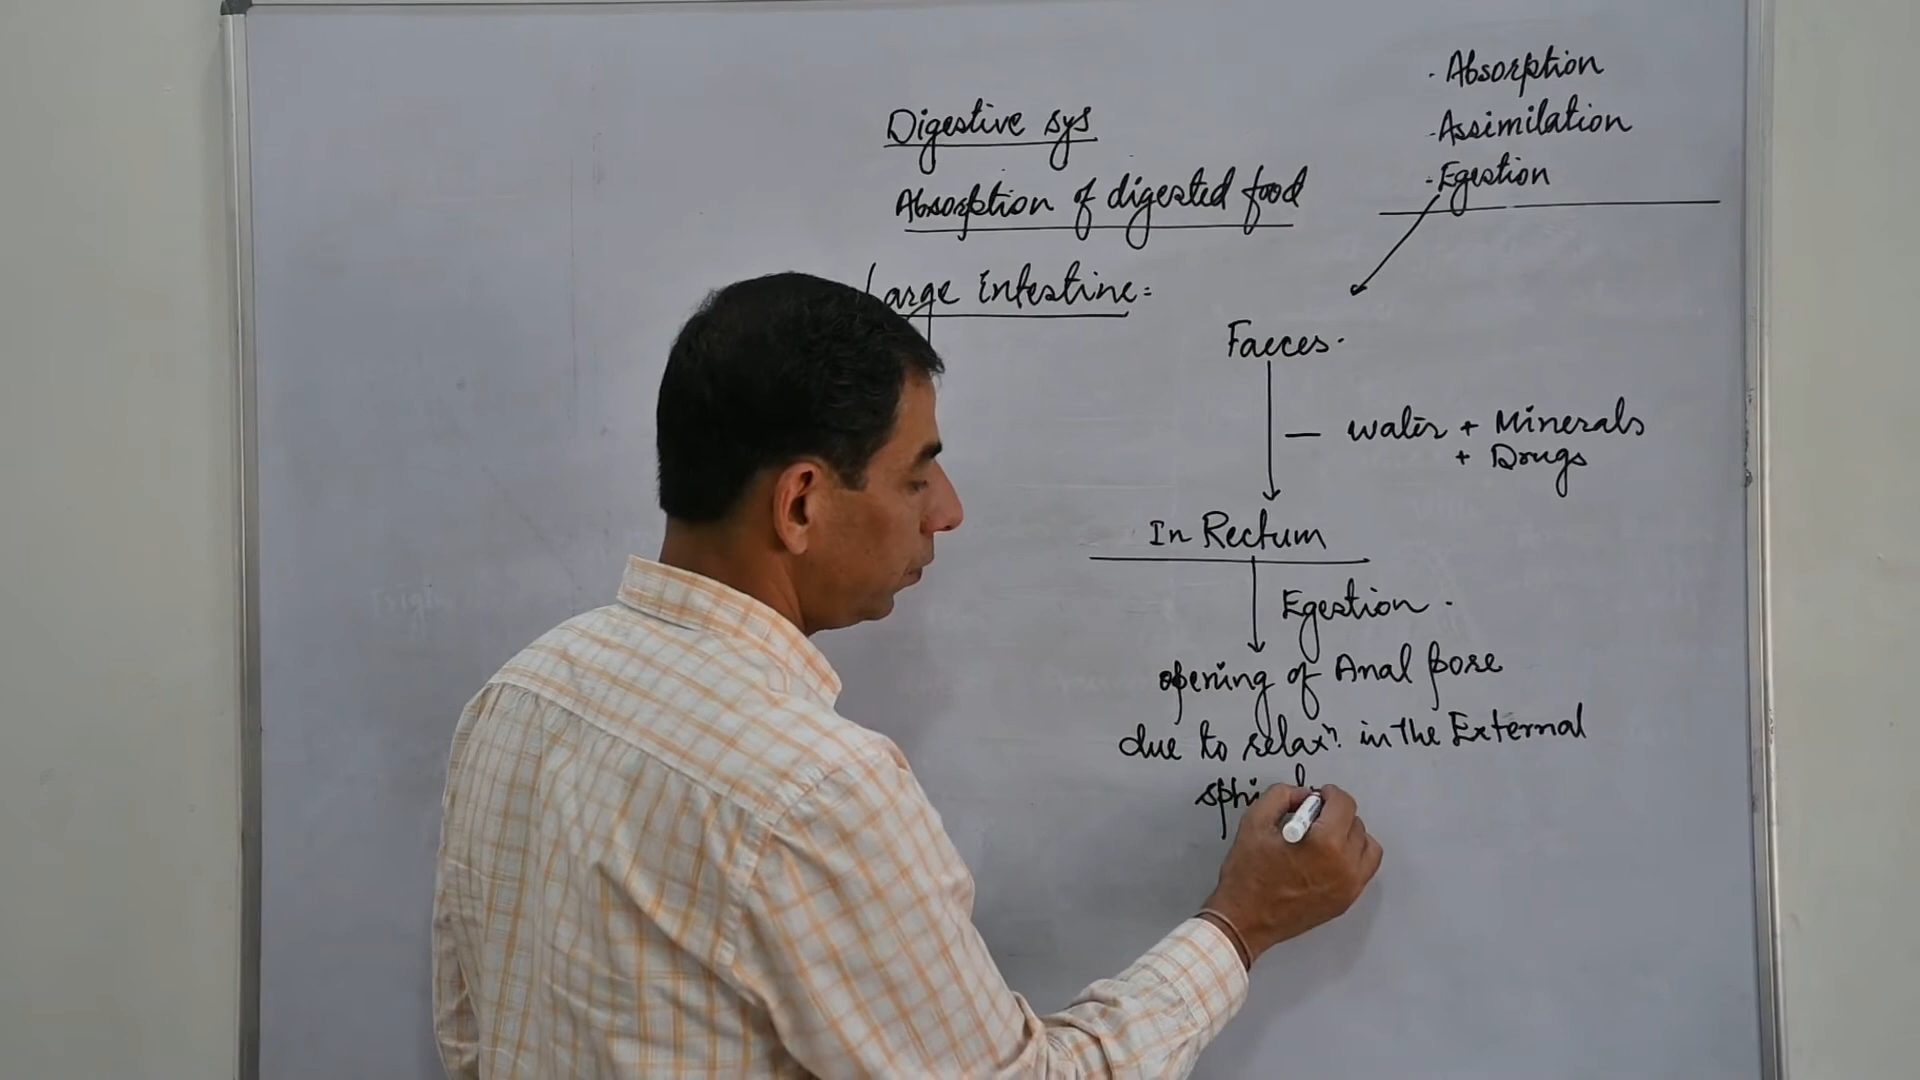 Digestive sys
Absorption of digested food
Large Intestine =
· Absorption
· Assimilation
· Egestion
Faeces ·
— water + Minerals
+ Drugs
In Rectum
Egestion ·
opening of Anal pore
due to relaxn. in the External